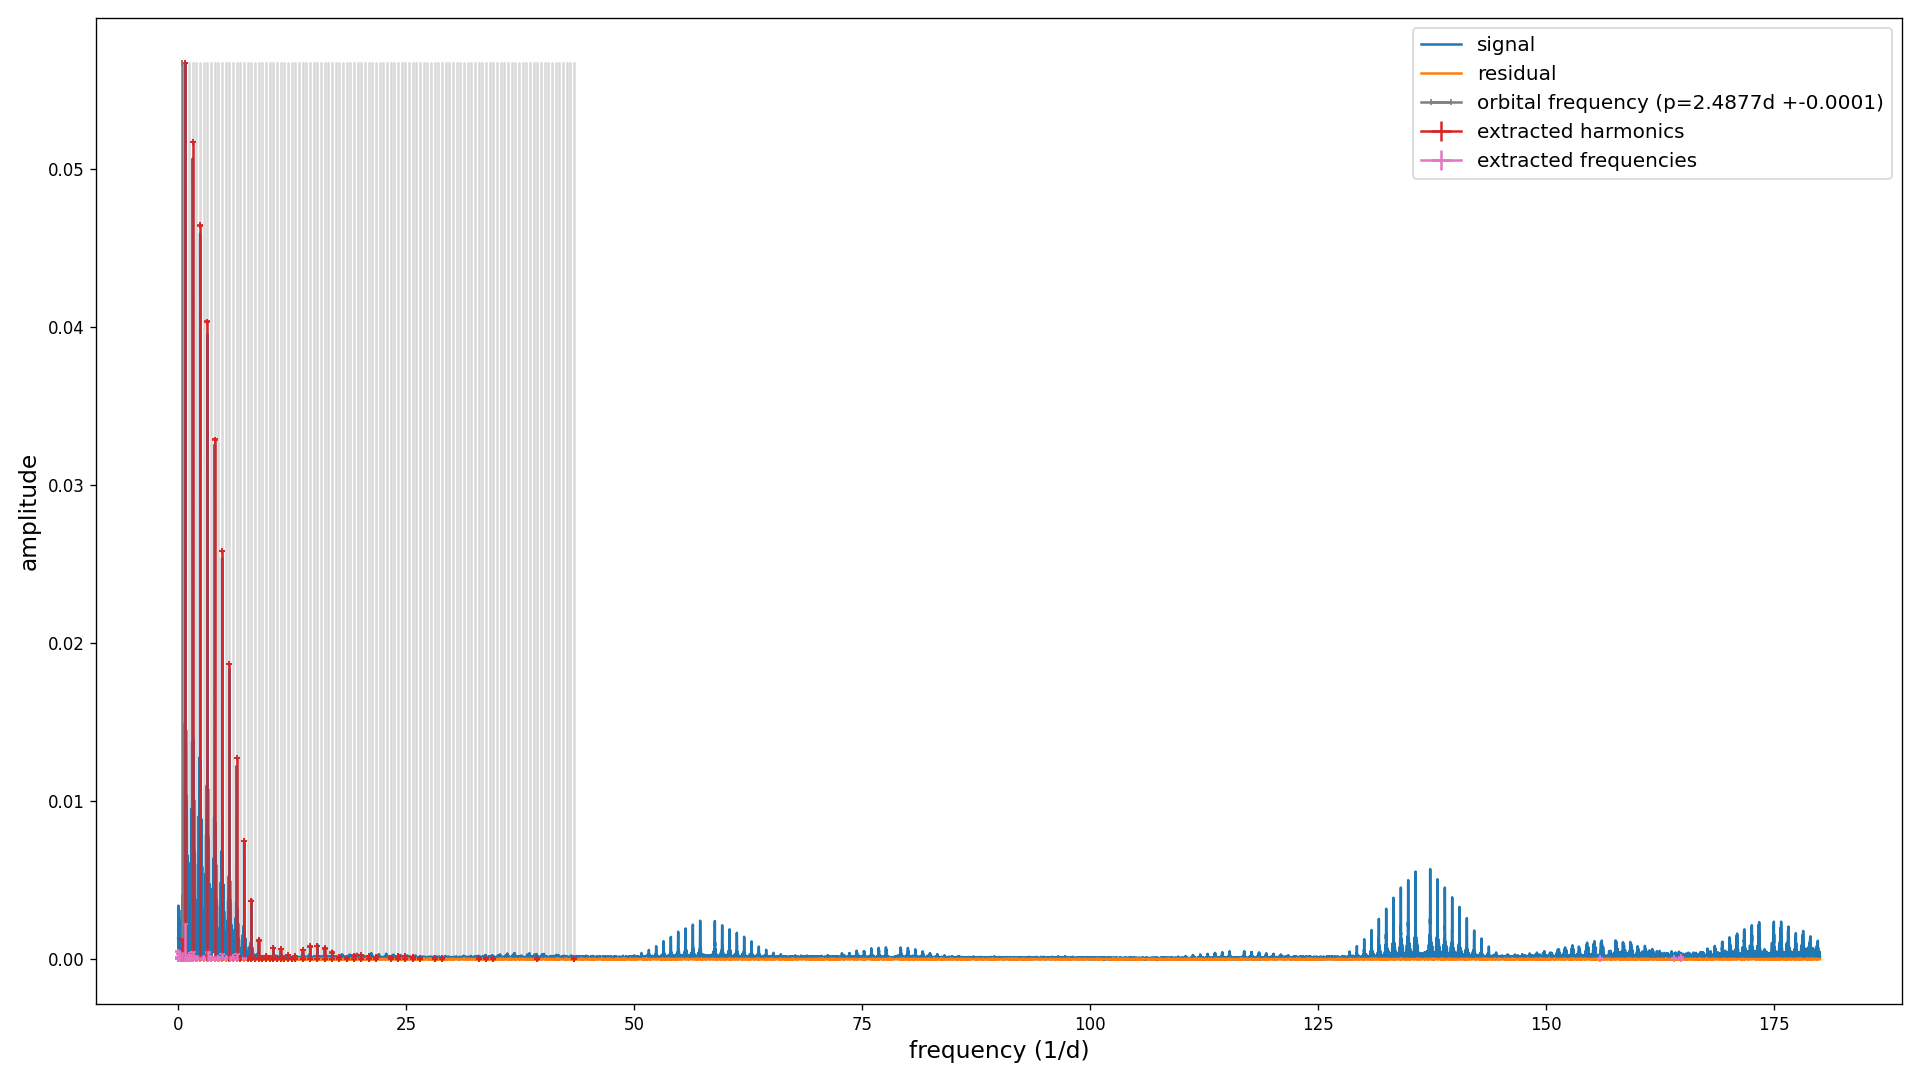 signal
residual
orbital frequency (p=2.4877d +-0.0001)
extracted harmonics
extracted frequencies
0.05
0.04
0.03
0.02
0.01
0.00
amplitude
0
25
50
75
100
125
150
175
frequency (1/d)